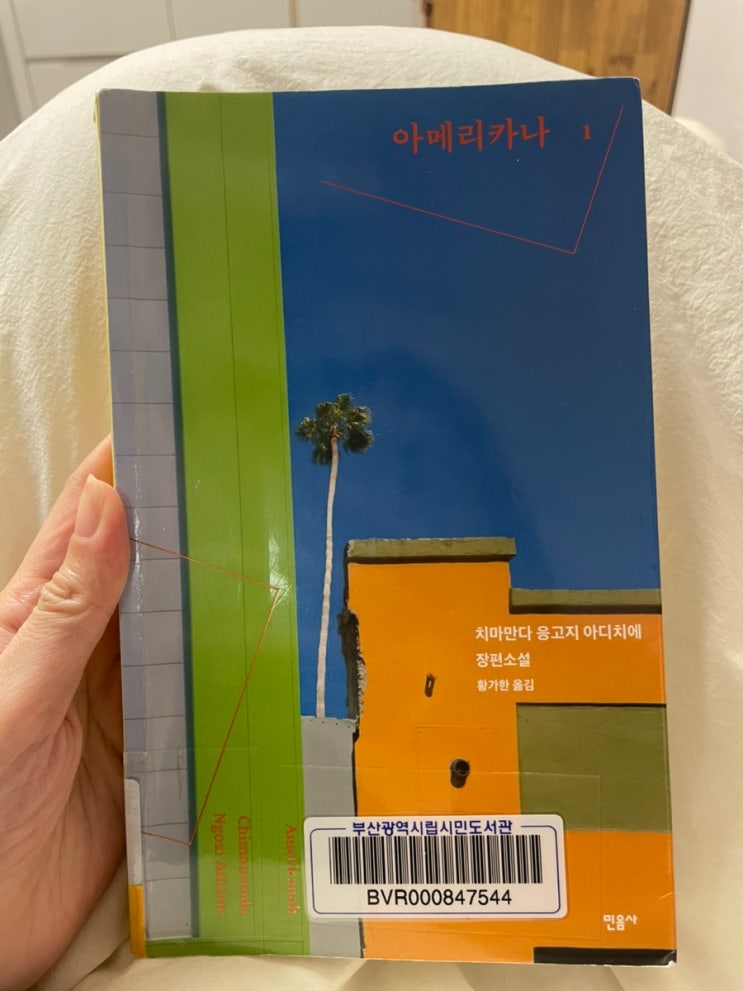 아메리카나 1
치마만다 응고지 아디치에
장편소설
황가한 옮김
Americanah
Chimamanda
Ngozi Adichie
부산광역시립시민도서관
BVR000847544
민음사